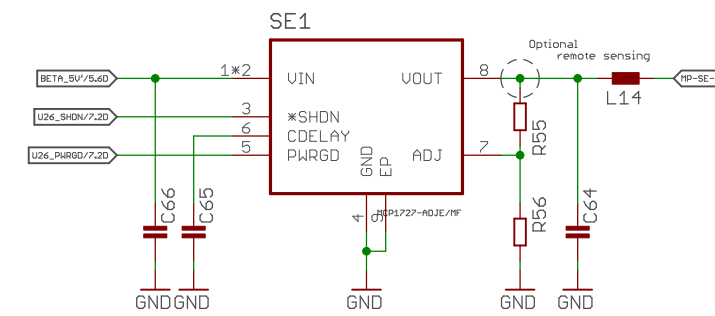 SE1
Optional
remote sensing
BETA_5V/5.6D
1*2
VIN
VOUT
8
MP-SE-
L14
U26_SHDN/7.2D
3
*SHDN
6
CDELAY
R55
U26_PWRGD/7.2D
5
PWRGD
GND
EP
ADJ
7
C66
C65
4
9
MCP1727-ADJE/MF
R56
C64
GND
GND
GND
GND
GND